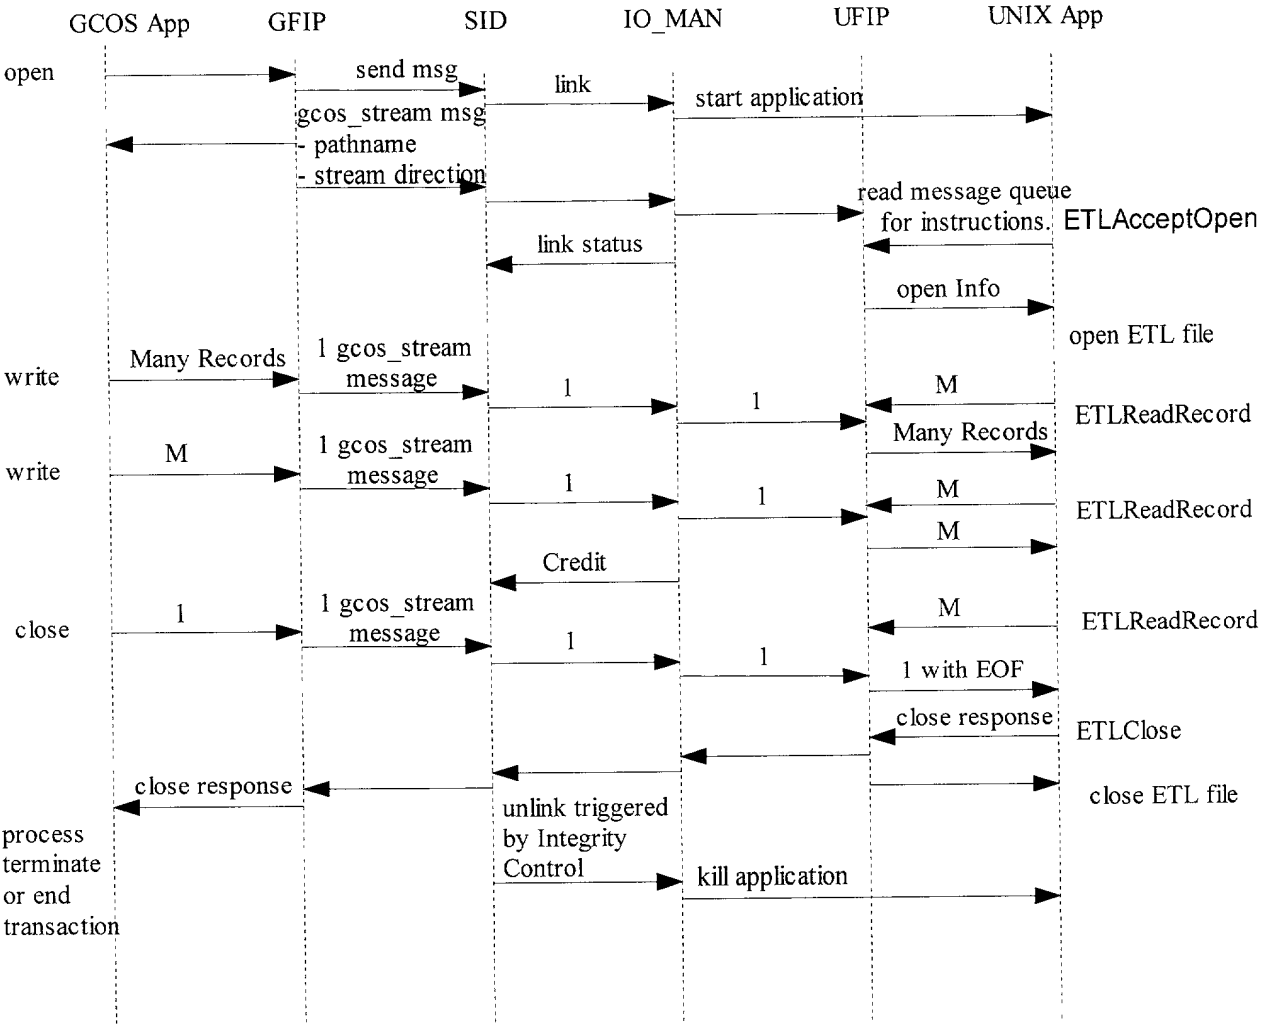 GCOS App GFIP SID IO_MAN UFIP UNIX App
open
send msg
link
start application
gcos_stream msg
- pathname
- stream direction
read message queue
for instructions.
ETLAcceptOpen
link status
open Info
open ETL file
write
Many Records
1 gcos_stream
message
1
1
M
ETLReadRecord
Many Records
write
M
1 gcos_stream
message
1
1
M
ETLReadRecord
M
Credit
close
1
1 gcos_stream
message
1
1
M
ETLReadRecord
1 with EOF
close response
ETLClose
close response
close ETL file
unlink triggered
by Integrity
Control
process
terminate
or end
transaction
kill application